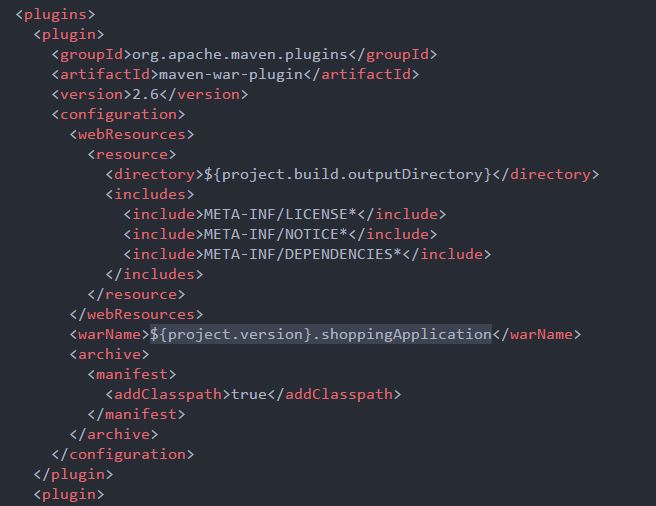 <plugins>
<plugin>
<groupId>org.apache.maven.plugins</groupId>
<artifactId>maven-war-plugin</artifactId>
<version>2.6</version>
<configuration>
<webResources>
<resource>
<directory>${project.build.outputDirectory}</directory>
<includes>
<include>META-INF/LICENSE*</include>
<include>META-INF/NOTICE*</include>
<include>META-INF/DEPENDENCIES*</include>
</includes>
</resource>
</webResources>
<warName>${project.version}.shoppingApplication</warName>
<archive>
<manifest>
<addClasspath>true</addClasspath>
</manifest>
</archive>
</configuration>
</plugin>
<plugin>